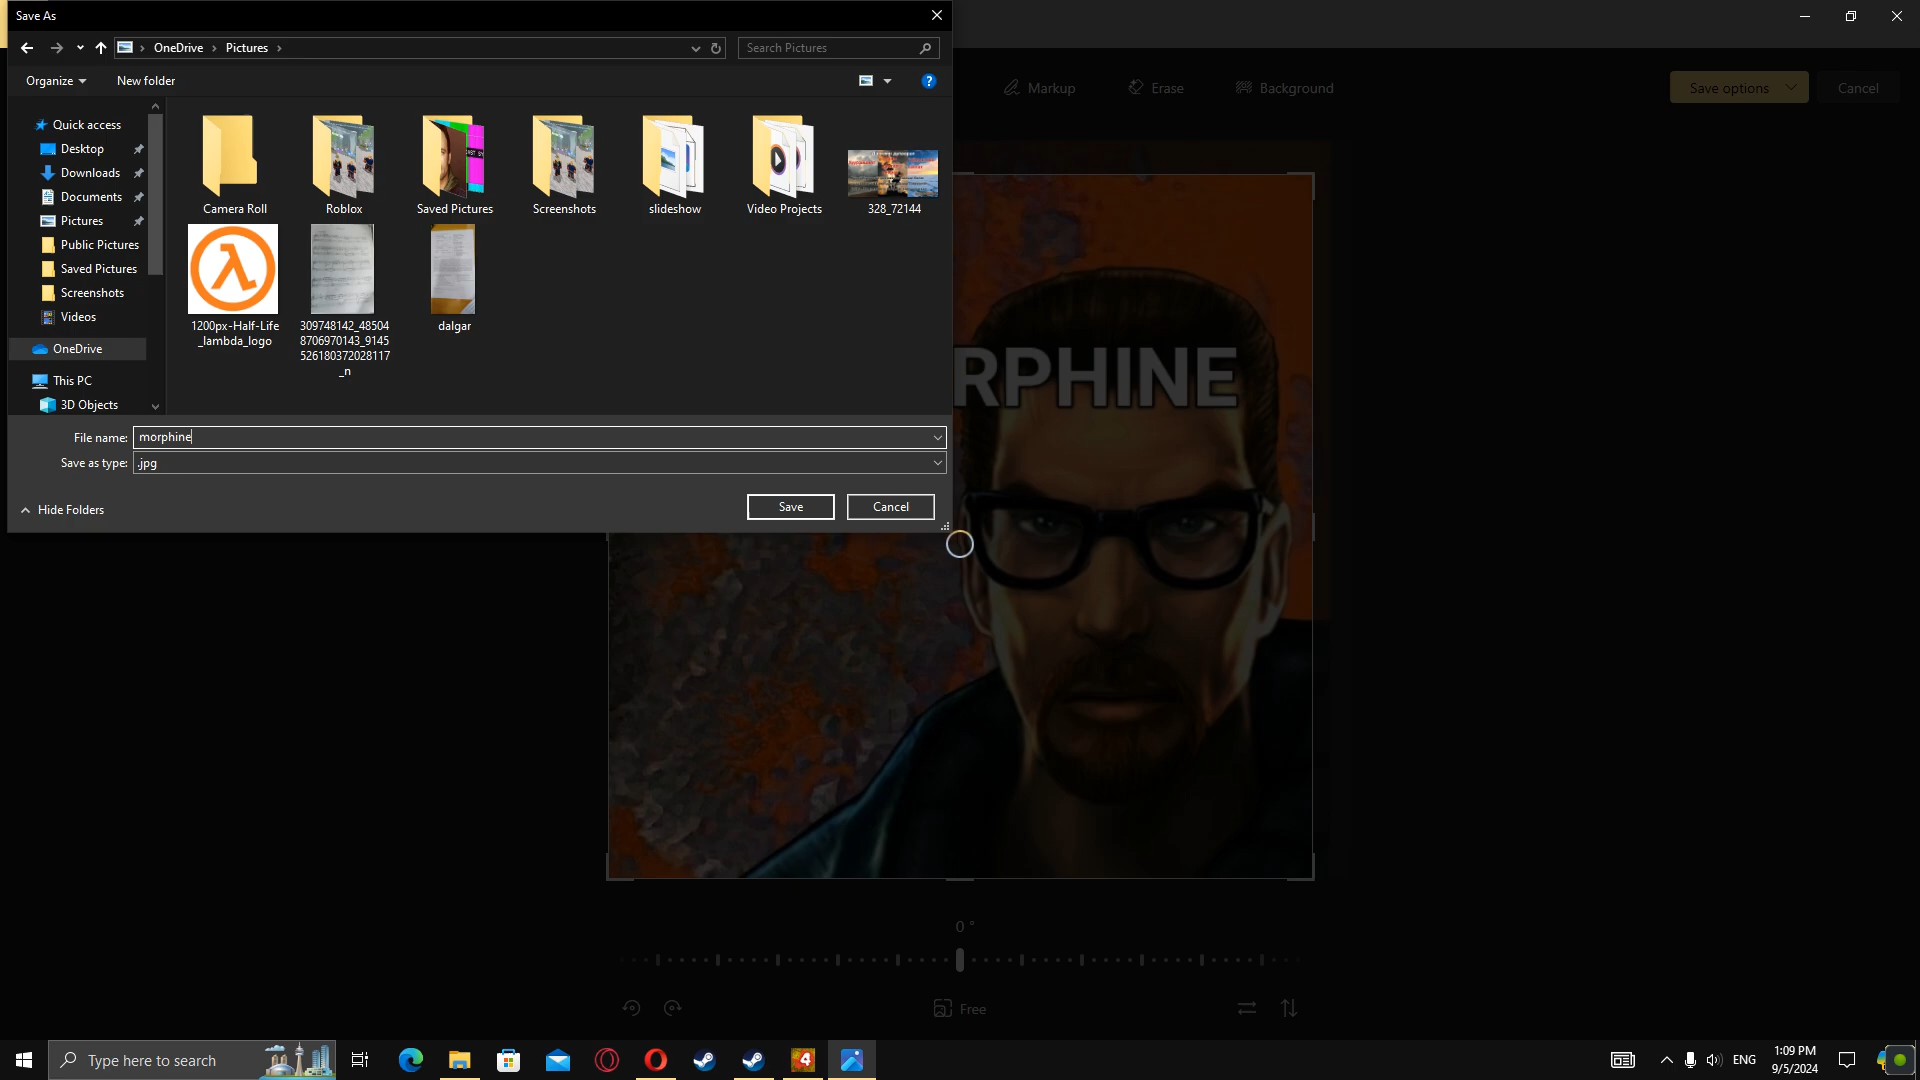 Save As
OneDrive
Pictures
Search Pictures
Organize
New folder
Markup
Erase
Background
Save options
Cancel
Quick access
Desktop
Downloads
Documents
Pictures
Public Pictures
Saved Pictures
Screenshots
Videos
OneDrive
This PC
3D Objects
Camera Roll
Roblox
Saved Pictures
Screenshots
slideshow
Video Projects
328_72144
1200px-Half-Life
_lambda_logo
309748142_48504
8706970143_9145
526180372028117
_n
dalgar
RPHINE
File name:
morphine
Save as type:
.jpg
Hide Folders
Save
Cancel
0 °
Free
Type here to search
4
ENG
1:09 PM
9/5/2024